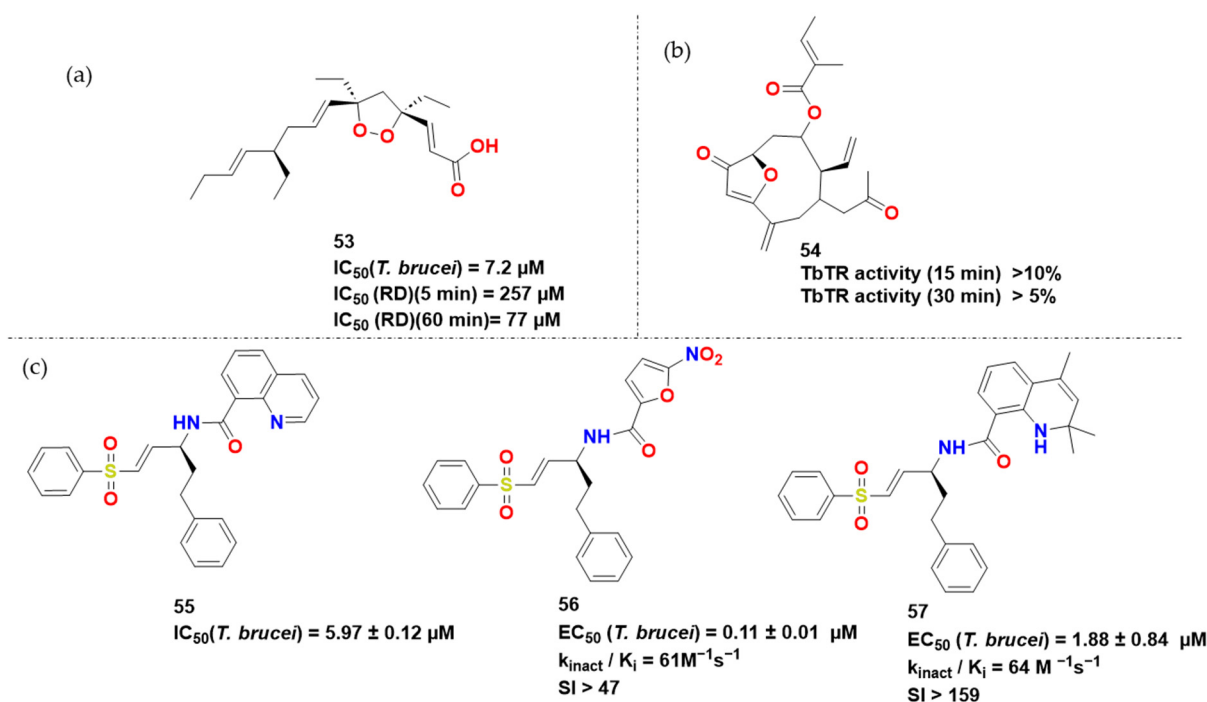 (a)
O
O
OH
O
53
IC₅₀(T. brucei) = 7.2 µM
IC₅₀ (RD)(5 min) = 257 µM
IC₅₀ (RD)(60 min)= 77 µM
(b)
O
O
O
O
O
54
TbTR activity (15 min) >10%
TbTR activity (30 min) > 5%
(c)
HN
N
O
O
S
O
55
IC₅₀(T. brucei) = 5.97 ± 0.12 µM
NO₂
O
NH
O
O
S
O
56
EC₅₀ (T. brucei) = 0.11 ± 0.01 µM
kinact / Ki = 61M⁻¹s⁻¹
SI > 47
NH
N
H
O
O
S
O
57
EC₅₀ (T. brucei) = 1.88 ± 0.84 µM
kinact / Ki = 64 M ⁻¹s⁻¹
SI > 159